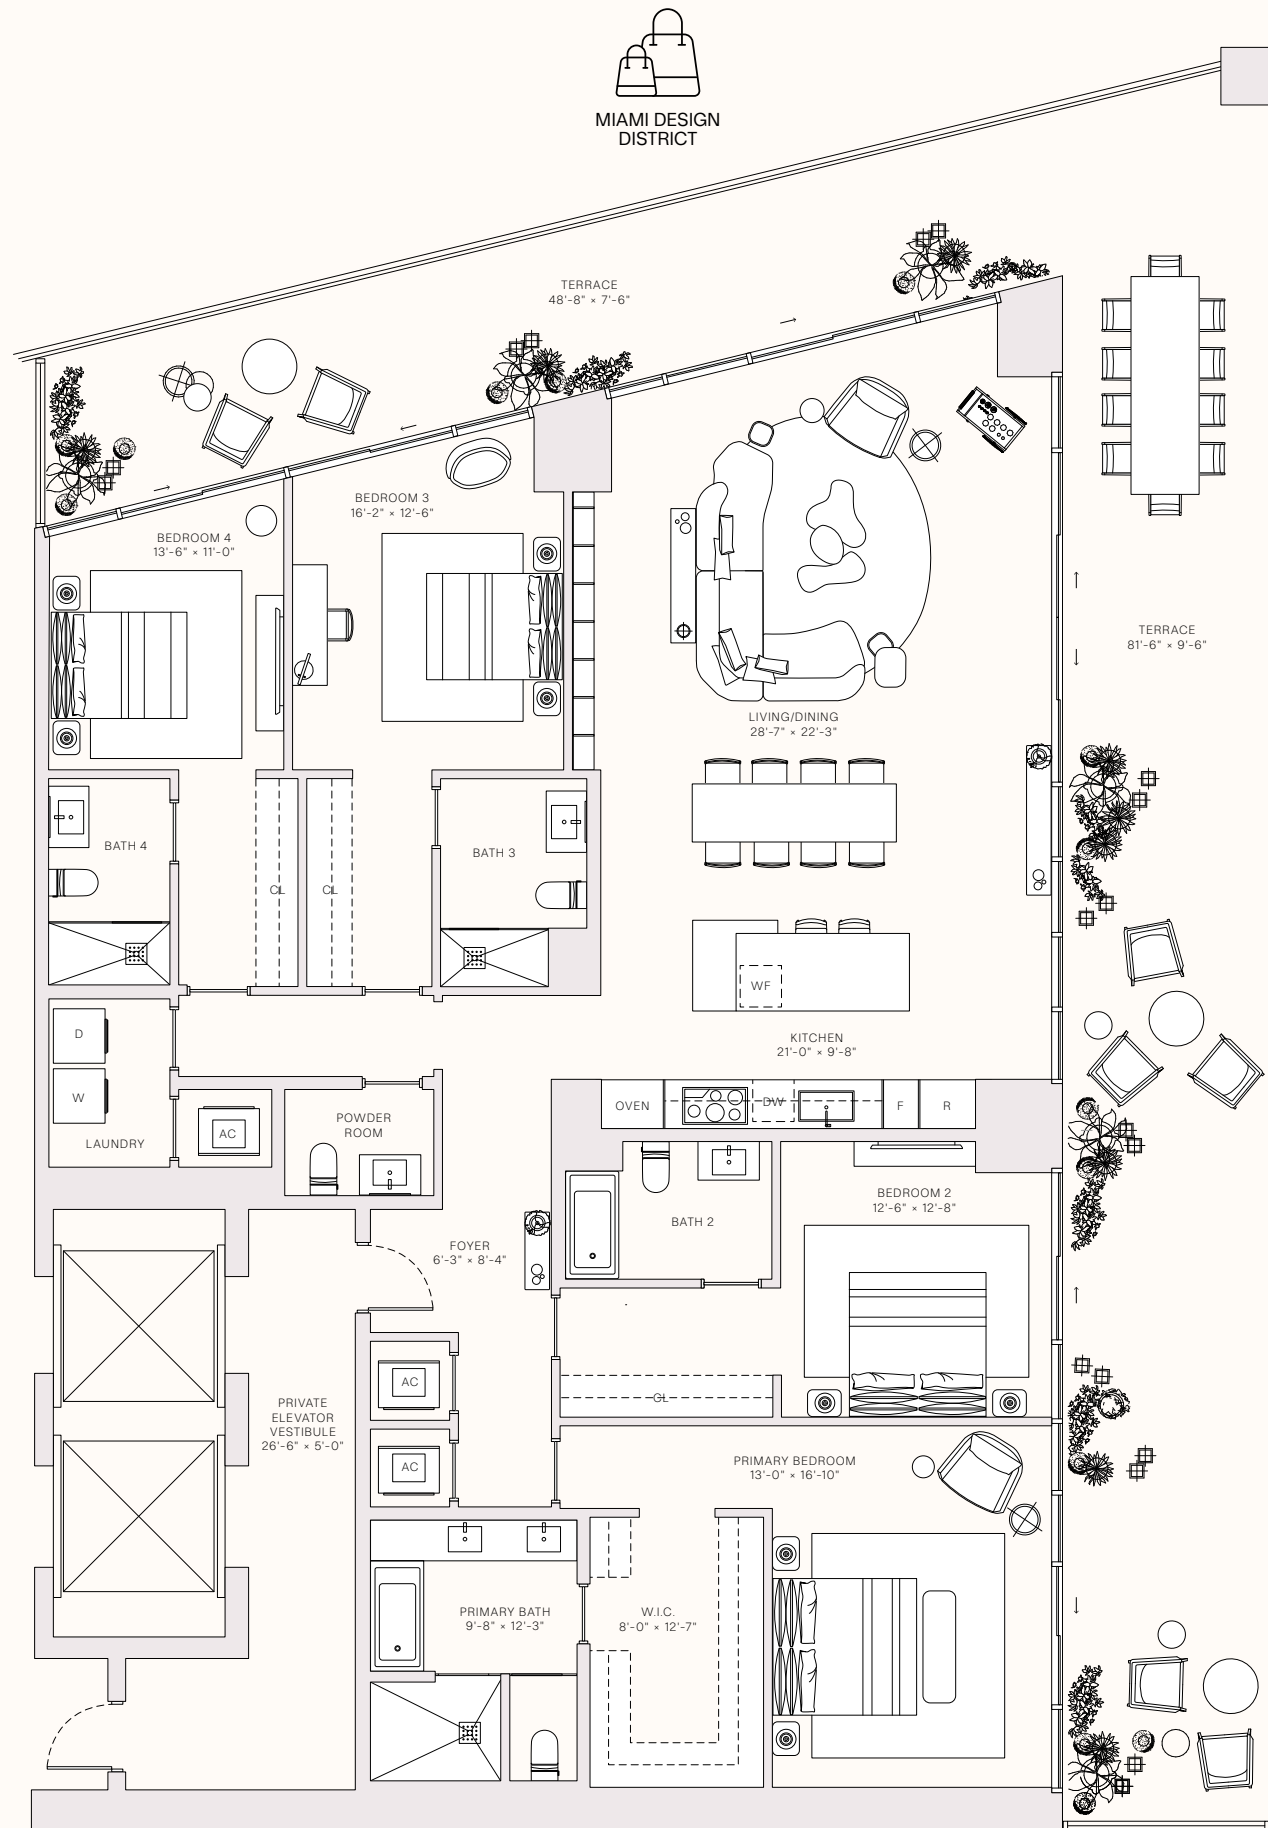 MIAMI DESIGN
DISTRICT
TERRACE
48'-8" × 7'-6"
BEDROOM 3
16'-2" × 12'-6"
BEDROOM 4
13'-6" × 11'-0"
TERRACE
81'-6" × 9'-6"
LIVING/DINING
28'-7" × 22'-3"
BATH 4
BATH 3
CL
CL
WF
D
KITCHEN
21'-0" × 9'-8"
W
OVEN
DW
F
R
LAUNDRY
AC
POWDER
ROOM
BEDROOM 2
12'-6" × 12'-8"
BATH 2
FOYER
6'-3" × 8'-4"
AC
CL
PRIVATE
ELEVATOR
VESTIBULE
26'-6" × 5'-0"
AC
PRIMARY BEDROOM
13'-0" × 16'-10"
PRIMARY BATH
9'-8" × 12'-3"
W.I.C.
8'-0" × 12'-7"